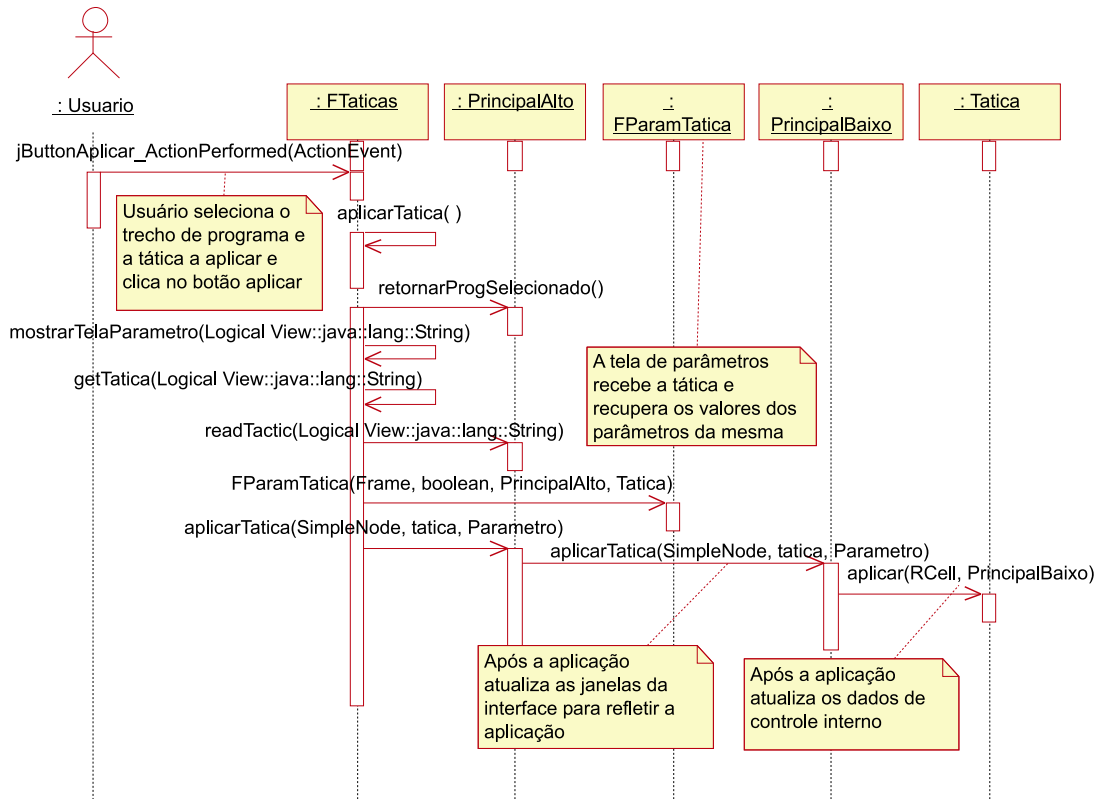 : Usuario
: FTaticas
: PrincipalAlto
:
FParamTatica
:
PrincipalBaixo
: Tatica
jButtonAplicar_ActionPerformed(ActionEvent)
Usuário seleciona o
trecho de programa e
a tática a aplicar e
clica no botão aplicar
aplicarTatica( )
retornarProgSelecionado()
mostrarTelaParametro(Logical View::java::lang::String)
getTatica(Logical View::java::lang::String)
A tela de parâmetros
recebe a tática e
recupera os valores dos
parâmetros da mesma
readTactic(Logical View::java::lang::String)
FParamTatica(Frame, boolean, PrincipalAlto, Tatica)
aplicarTatica(SimpleNode, tatica, Parametro)
aplicarTatica(SimpleNode, tatica, Parametro)
aplicar(RCell, PrincipalBaixo)
Após a aplicação
atualiza as janelas da
interface para refletir a
aplicação
Após a aplicação
atualiza os dados de
controle interno